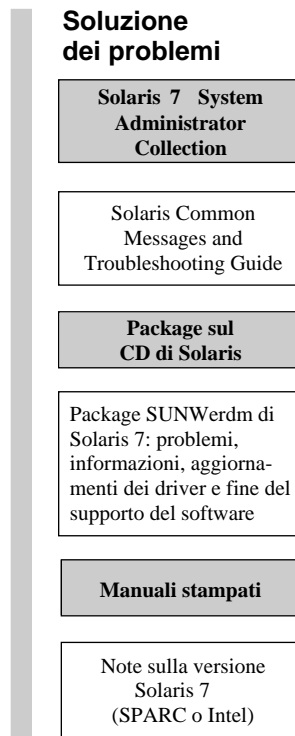 Soluzione
dei problemi
Solaris 7 System
Administrator
Collection
Solaris Common
Messages and
Troubleshooting Guide
Package sul
CD di Solaris
Package SUNWerdm di
Solaris 7: problemi,
informazioni, aggiorna-
menti dei driver e fine del
supporto del software
Manuali stampati
Note sulla versione
Solaris 7
(SPARC o Intel)